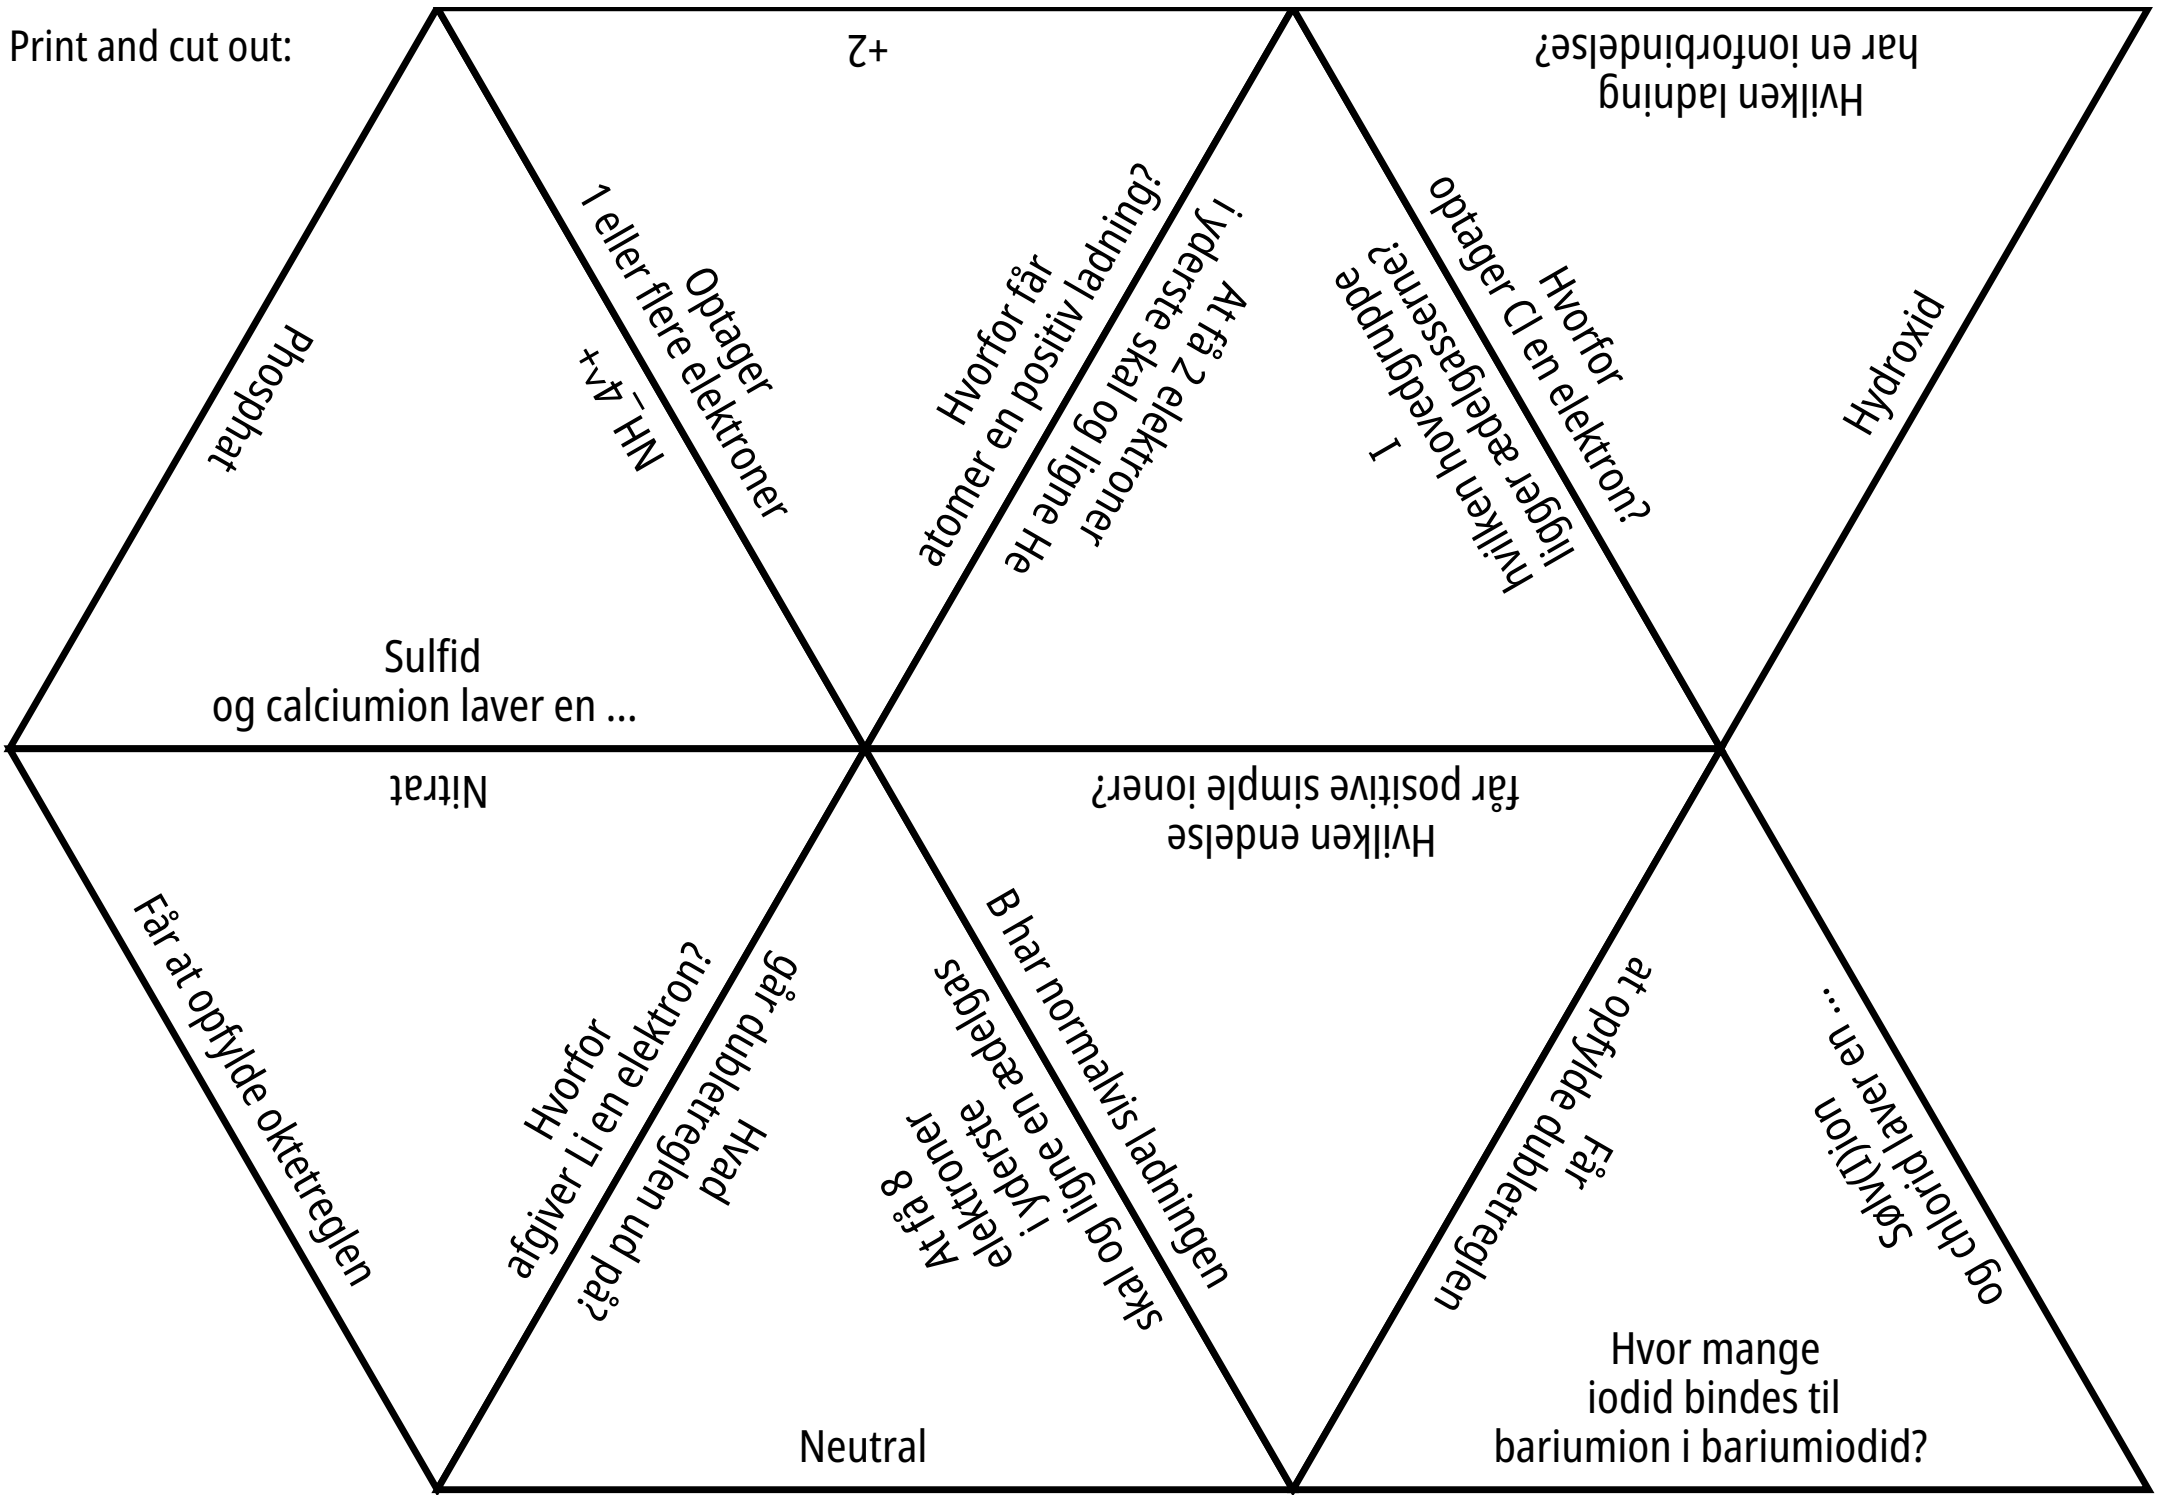 Print and cut out:
+2
Hvilken ladning
har en ionforbindelse?
Phosphat
NH_4^+
Sulfid
og calciumion laver en ...
Optager
1 eller flere elektroner
Hvorfor får
atomer en positiv ladning?
At få 2 elektroner
i yderste skal og ligne He
I
hvilken hovedgruppe
ligger ædelgasserne?
Hvorfor
optager Cl en elektron?
Hydroxid
Nitrat
Får at opfylde oktetreglen
Hvorfor
afgiver Li en elektron?
Hvad
går dubletreglen ud på?
At få 8
elektroner
i yderste
skal og ligne en ædelgas
Neutral
Hvilken endelse
får positive simple ioner?
B har normalvis ladningen
Får
at opfylde dubletreglen
Sølv(I)ion
og chlorid laver en ...
Hvor mange
iodid bindes til
bariumion i bariumiodid?